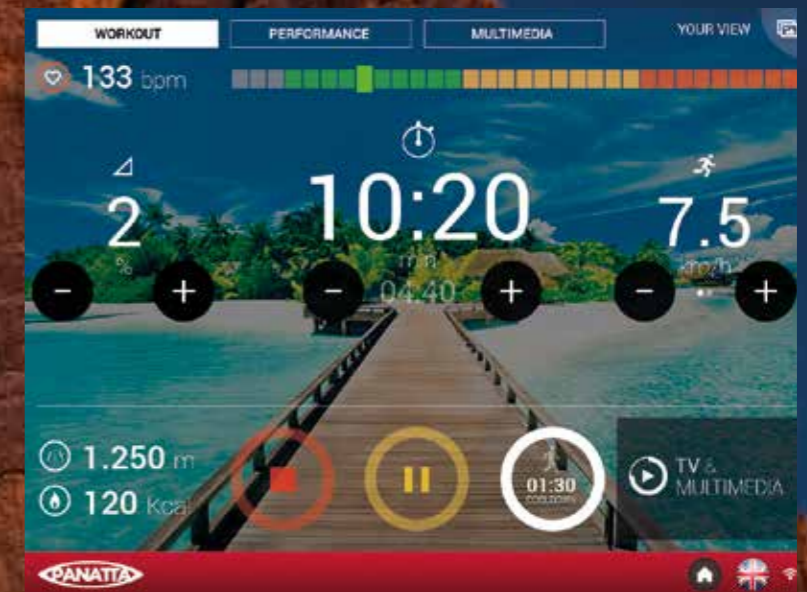 WORKOUT
PERFORMANCE
MULTIMEDIA
YOUR VIEW
133 bpm
2
%
10:20
min
04:40
7.5
km/h
1.250 m
120 Kcal
01:30
COOLDOWN
TV &
MULTIMEDIA
PANATTA